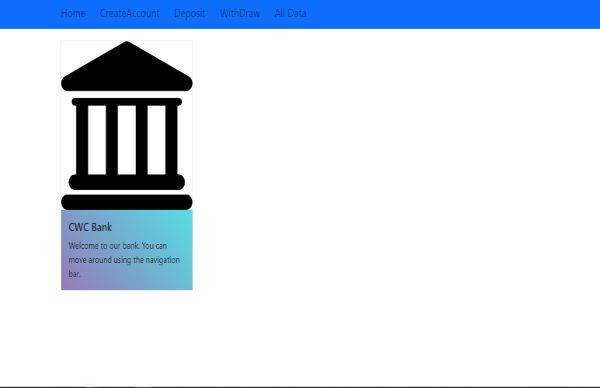 Home CreateAccount Deposit WithDraw All Data
CWC Bank
Welcome to our bank. You can
move around using the navigation
bar.